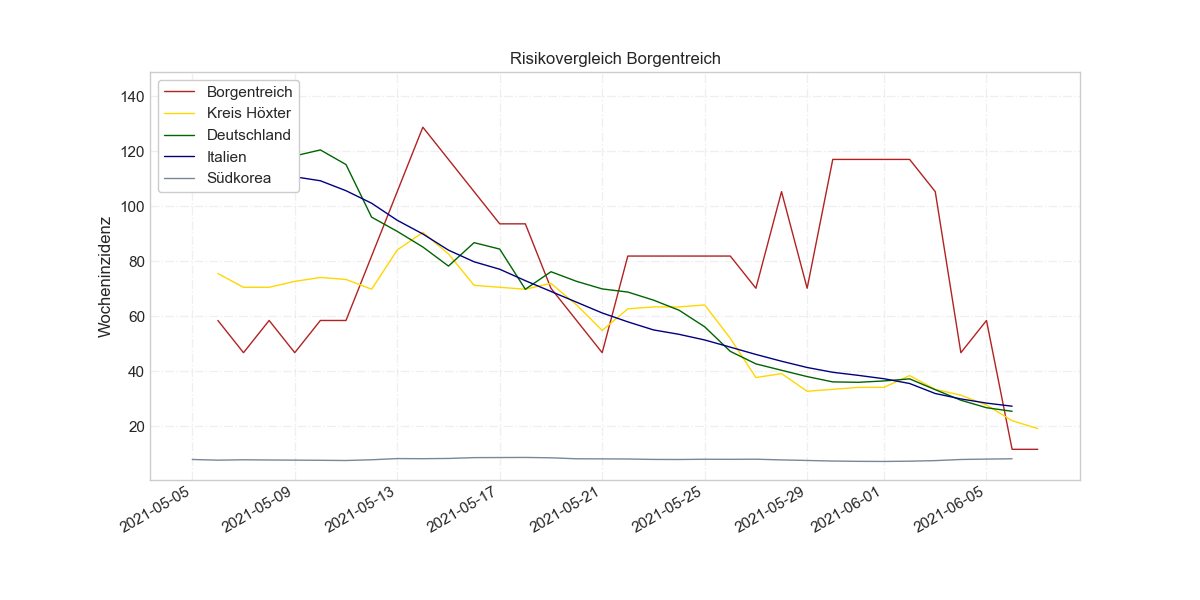 Risikovergleich Borgentreich
Borgentreich
Kreis Höxter
Deutschland
Italien
Südkorea
Wocheninzidenz
140
120
100
80
60
40
20
2021-05-05
2021-05-09
2021-05-13
2021-05-17
2021-05-21
2021-05-25
2021-05-29
2021-06-01
2021-06-05